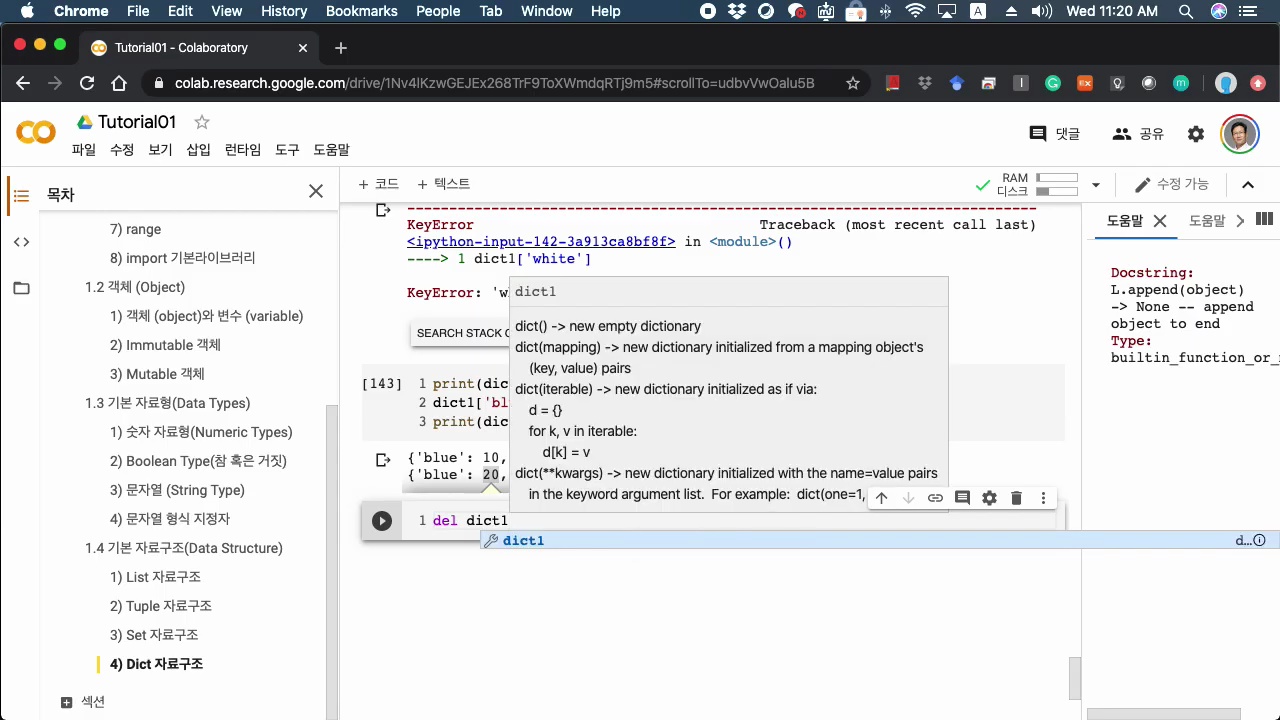 Chrome File Edit View History Bookmarks People Tab Window Help A Wed 11:20 AM
Tutorial01 - Colaboratory
colab.research.google.com/drive/1Nv4lKzwGEJEx268TrF9ToXWmdqRTj9m5#scrollTo=udbvVwOalu5B
Tutorial01
댓글 공유
파일 수정 보기 삽입 런타임 도구 도움말
목차
+ 코드 + 텍스트
RAM
디스크
수정 가능
7) range
8) import 기본라이브러리
1.2 객체 (Object)
1) 객체 (object)와 변수 (variable)
2) Immutable 객체
3) Mutable 객체
1.3 기본 자료형(Data Types)
1) 숫자 자료형(Numeric Types)
2) Boolean Type(참 혹은 거짓)
3) 문자열 (String Type)
4) 문자열 형식 지정자
1.4 기본 자료구조(Data Structure)
1) List 자료구조
2) Tuple 자료구조
3) Set 자료구조
4) Dict 자료구조
섹션
KeyError Traceback (most recent call last)
<ipython-input-142-3a913ca8bf8f> in <module>()
----> 1 dict1['white']
KeyError: 'w
SEARCH STACK
dict1
dict() -> new empty dictionary
dict(mapping) -> new dictionary initialized from a mapping object's
(key, value) pairs
dict(iterable) -> new dictionary initialized as if via:
d = {}
for k, v in iterable:
d[k] = v
dict(**kwargs) -> new dictionary initialized with the name=value pairs
in the keyword argument list. For example: dict(one=1,
[143] 1 print(dic
2 dict1['bl
3 print(dic
{'blue': 10,
{'blue': 20,
1 del dict1
dict1 d...
도움말 도움말
Docstring:
L.append(object)
-> None -- append
object to end
Type:
builtin_function_or_